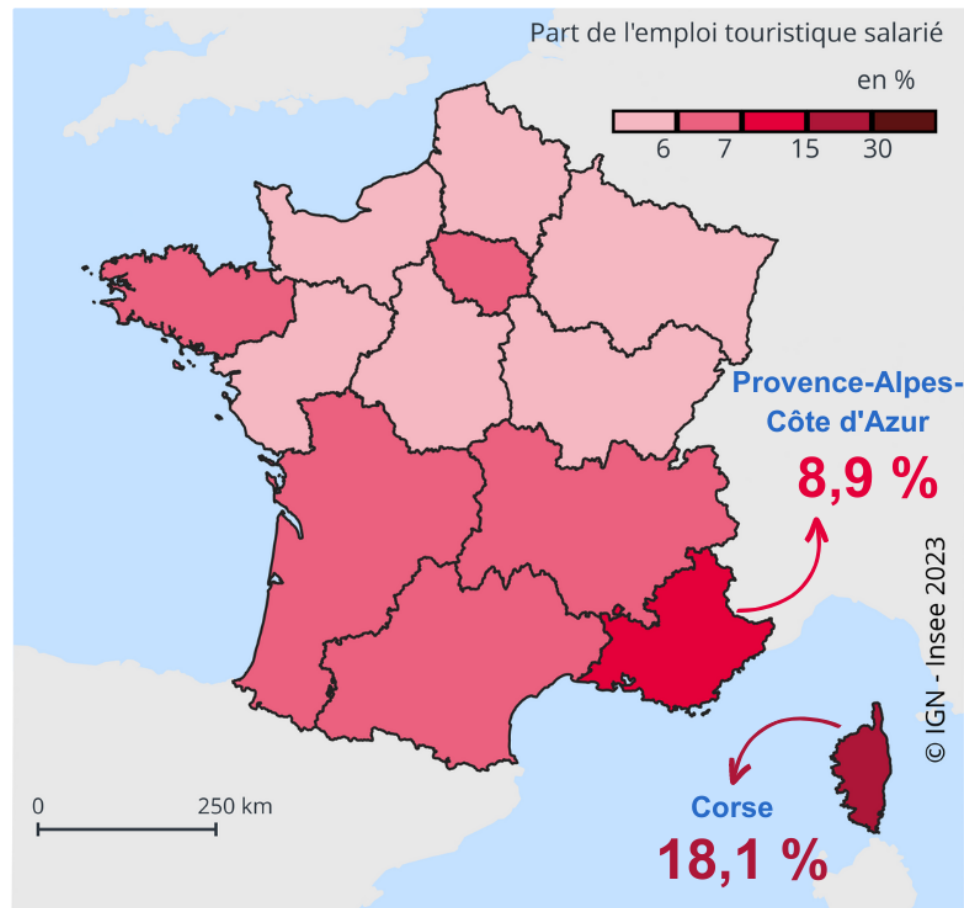 Part de l'emploi touristique salarié
en %
6 7 15 30
Provence-Alpes-
Côte d'Azur
8,9 %
© IGN - Insee 2023
0 250 km
Corse
18,1 %